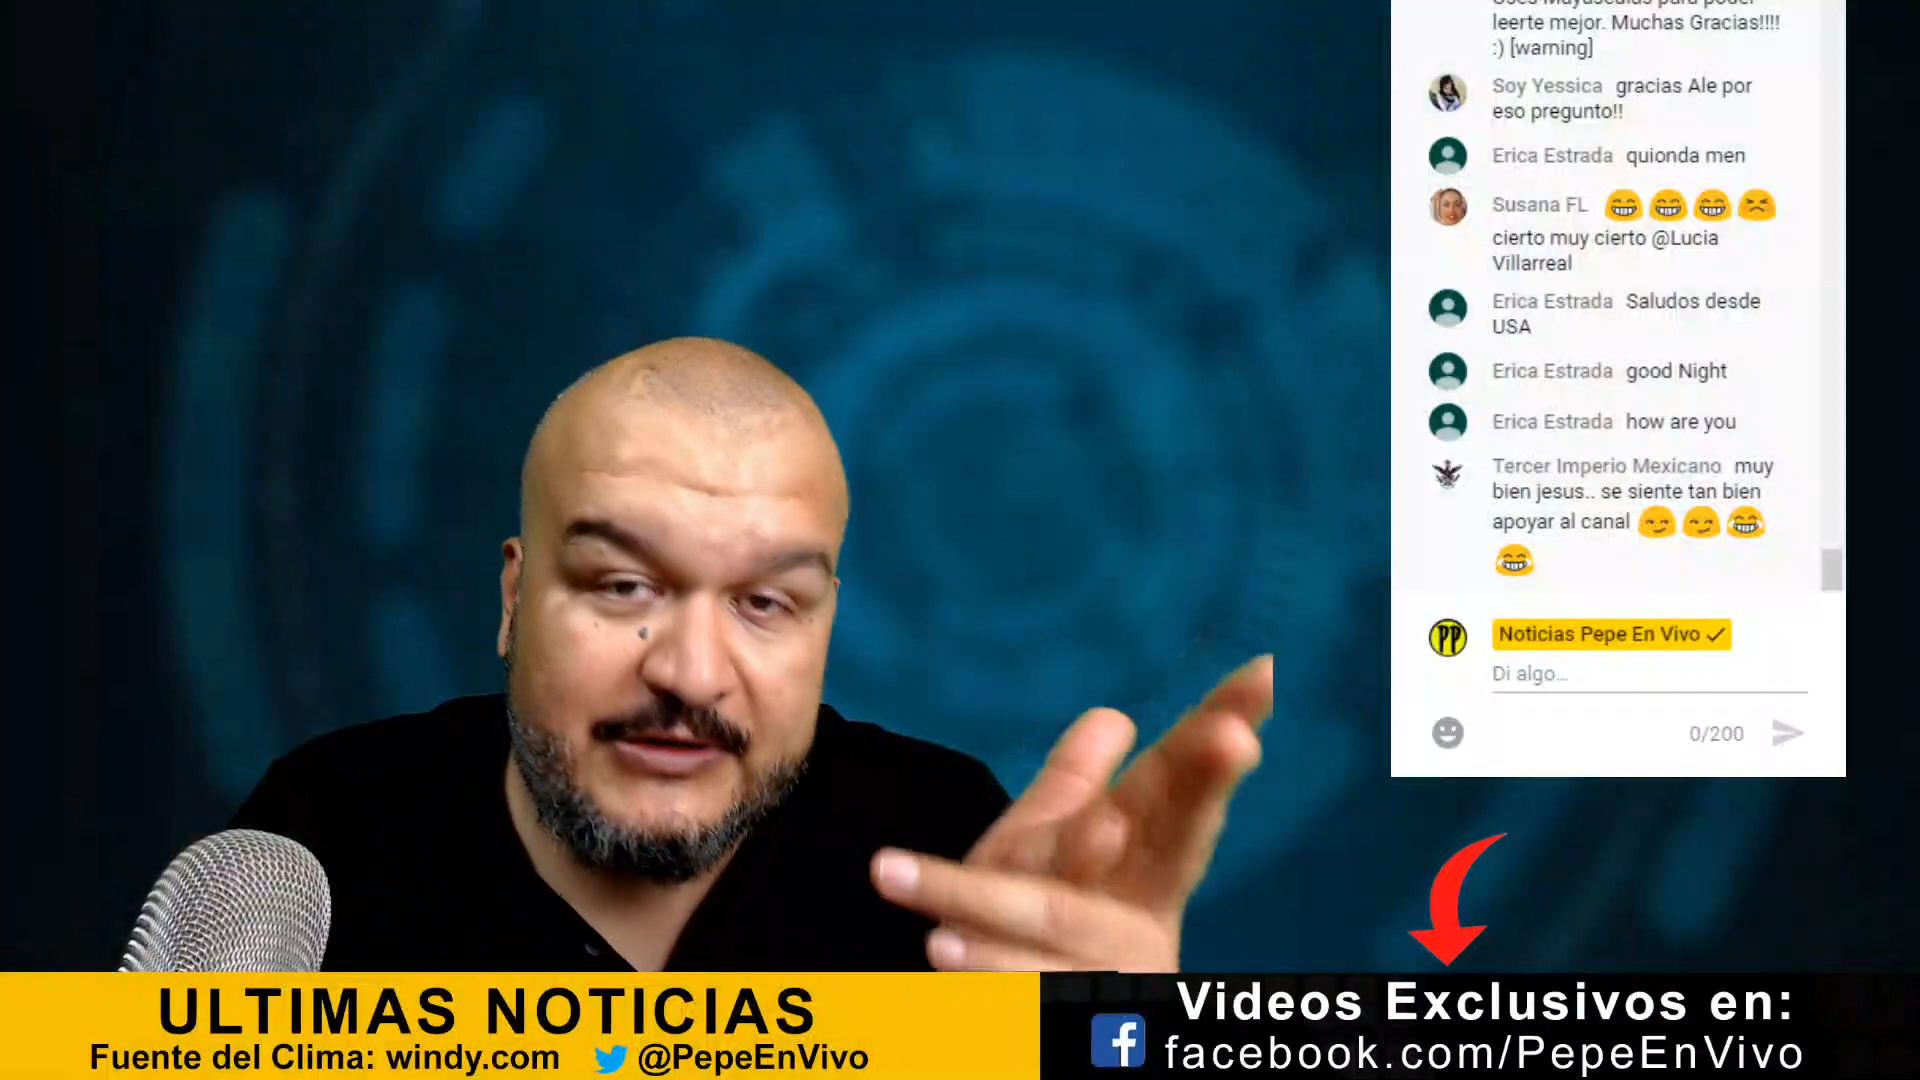 leerte mejor. Muchas Gracias!!!!
:) [warning]
Soy Yessica gracias Ale por
eso pregunto!!
Erica Estrada quionda men
Susana FL
cierto muy cierto @Lucia
Villarreal
Erica Estrada Saludos desde
USA
Erica Estrada good Night
Erica Estrada how are you
Tercer Imperio Mexicano muy
bien jesus.. se siente tan bien
apoyar al canal
PP
Noticias Pepe En Vivo
Di algo...
0/200
ULTIMAS NOTICIAS
Fuente del Clima: windy.com @PepeEnVivo
Videos Exclusivos en:
facebook.com/PepeEnVivo